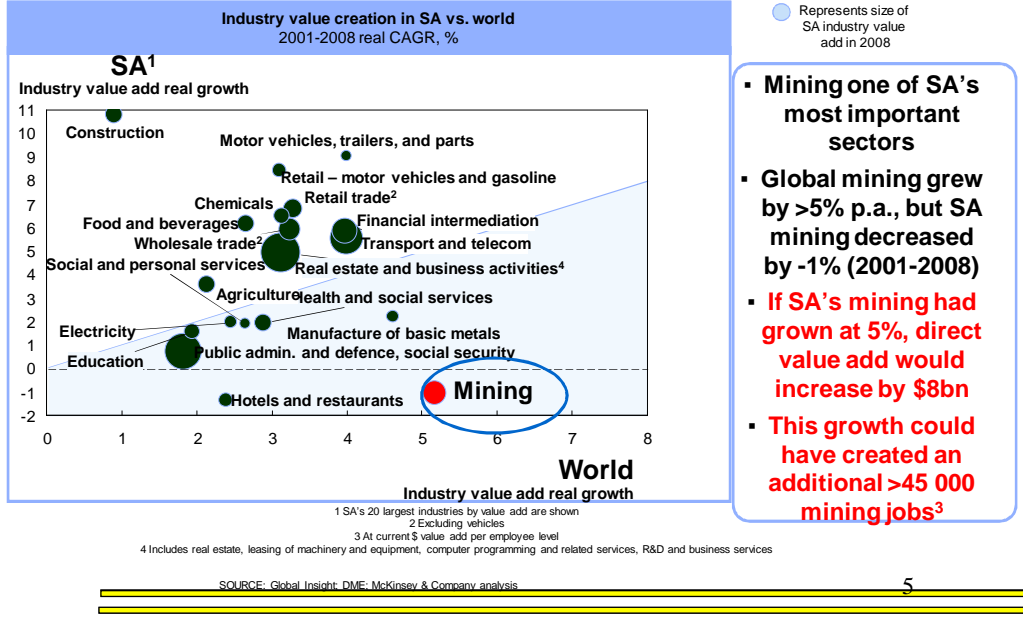 Industry value creation in SA vs. world
2001-2008 real CAGR, %
Represents size of
SA industry value
add in 2008
SA1
Industry value add real growth
11
10
9
8
7
6
5
4
3
2
1
0
-1
-2
Construction
Motor vehicles, trailers, and parts
Retail – motor vehicles and gasoline
Chemicals
Retail trade2
Food and beverages
Financial intermediation
Wholesale trade2
Transport and telecom
Social and personal services
Real estate and business activities4
Agriculture
Health and social services
Electricity
Manufacture of basic metals
Education
Public admin. and defence, social security
Mining
Hotels and restaurants
0 1 2 3 4 5 6 7 8
World
Industry value add real growth
▪ Mining one of SA's
most important
sectors
▪ Global mining grew
by >5% p.a., but SA
mining decreased
by -1% (2001-2008)
▪ If SA's mining had
grown at 5%, direct
value add would
increase by $8bn
▪ This growth could
have created an
additional >45 000
mining jobs3
1 SA's 20 largest industries by value add are shown
2 Excluding vehicles
3 At current $ value add per employee level
4 Includes real estate, leasing of machinery and equipment, computer programming and related services, R&D and business services
SOURCE: Global Insight; DME; McKinsey & Company analysis
5